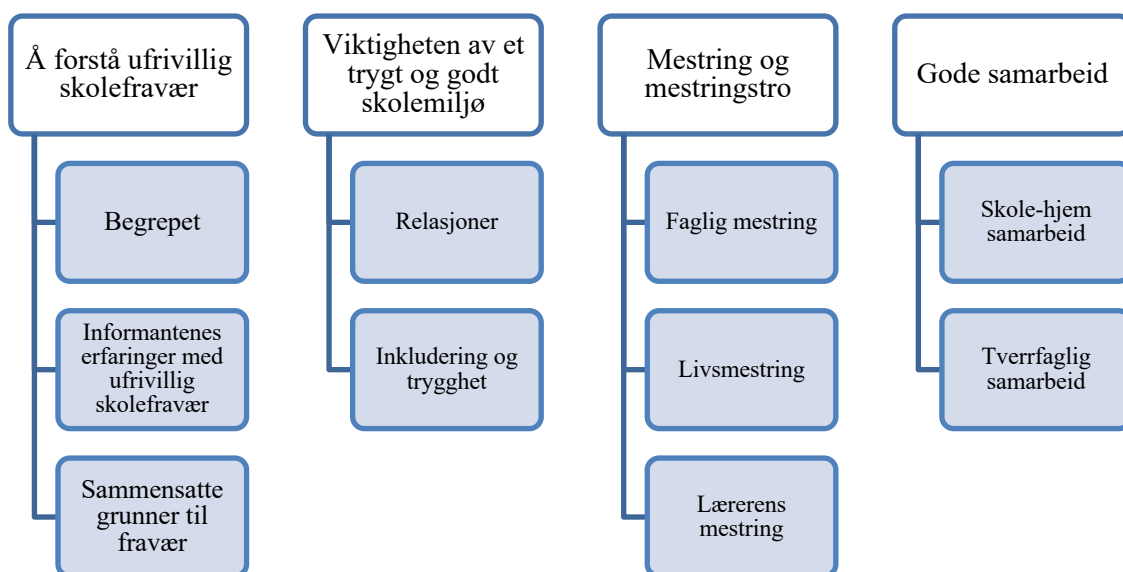 Å forstå ufrivillig
skolefravær
Begrepet
Informantenes
erfaringer med
ufrivillig
skolefravær
Sammensatte
grunner til
fravær
Viktigheten av et
trygt og godt
skolemiljø
Relasjoner
Inkludering og
trygghet
Mestring og
mestringstro
Faglig mestring
Livsmestring
Lærerens
mestring
Gode samarbeid
Skole-hjem
samarbeid
Tverrfaglig
samarbeid